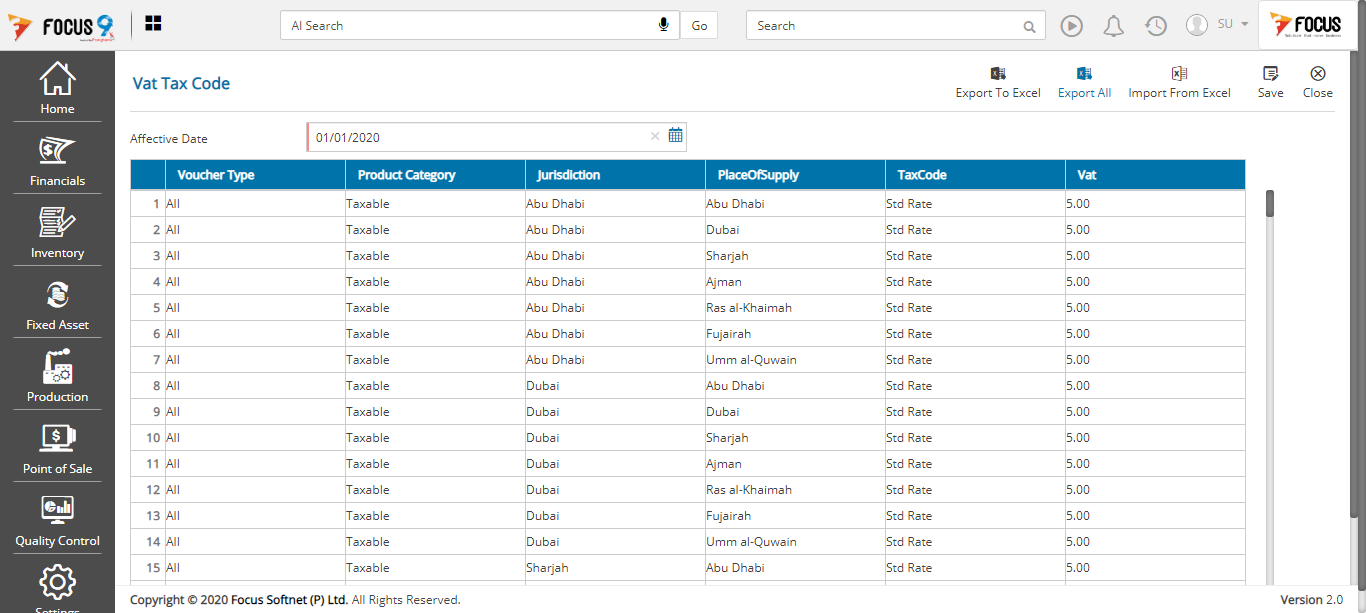 FOCUS 9
AI Search
Go
Search
SU
FOCUS
Home
Financials
Inventory
Fixed Asset
Production
Point of Sale
Quality Control
Settings
Vat Tax Code
Export To Excel
Export All
Import From Excel
Save
Close
Affective Date 01/01/2020
Voucher Type Product Category Jurisdiction PlaceOfSupply TaxCode Vat
1 All Taxable Abu Dhabi Abu Dhabi Std Rate 5.00
2 All Taxable Abu Dhabi Dubai Std Rate 5.00
3 All Taxable Abu Dhabi Sharjah Std Rate 5.00
4 All Taxable Abu Dhabi Ajman Std Rate 5.00
5 All Taxable Abu Dhabi Ras al-Khaimah Std Rate 5.00
6 All Taxable Abu Dhabi Fujairah Std Rate 5.00
7 All Taxable Abu Dhabi Umm al-Quwain Std Rate 5.00
8 All Taxable Dubai Abu Dhabi Std Rate 5.00
9 All Taxable Dubai Dubai Std Rate 5.00
10 All Taxable Dubai Sharjah Std Rate 5.00
11 All Taxable Dubai Ajman Std Rate 5.00
12 All Taxable Dubai Ras al-Khaimah Std Rate 5.00
13 All Taxable Dubai Fujairah Std Rate 5.00
14 All Taxable Dubai Umm al-Quwain Std Rate 5.00
15 All Taxable Sharjah Abu Dhabi Std Rate 5.00
Copyright © 2020 Focus Softnet (P) Ltd. All Rights Reserved.
Version 2.0